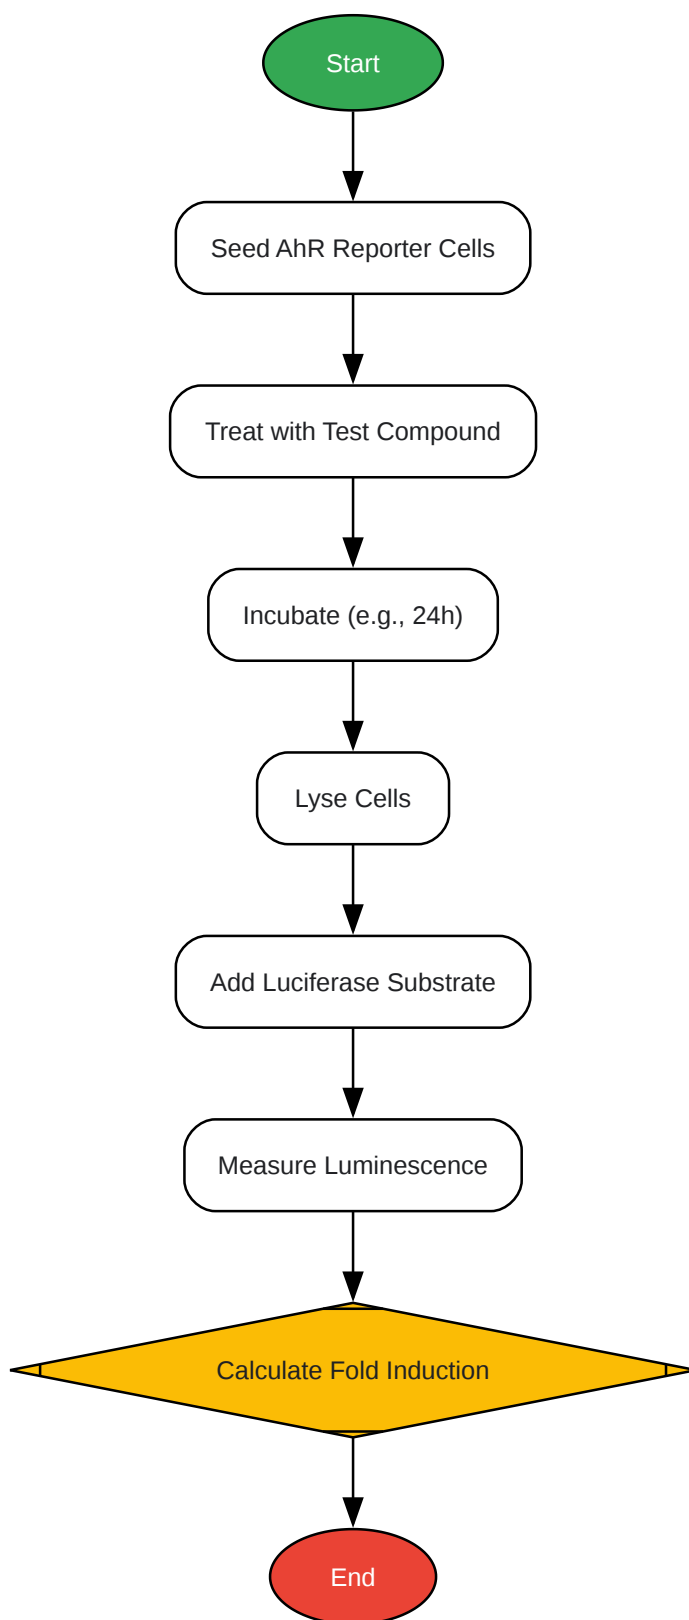 Start
Seed AhR Reporter Cells
Treat with Test Compound
Incubate (e.g., 24h)
Lyse Cells
Add Luciferase Substrate
Measure Luminescence
Calculate Fold Induction
End